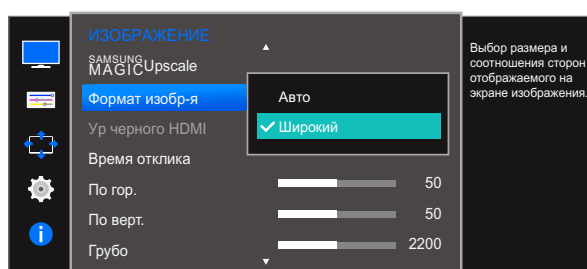 ИЗОБРАЖЕНИЕ
SAMSUNG
MAGICUpscale
Формат изобр-я
Авто
Ур черного HDMI
Широкий
Время отклика
По гор. 50
По верт. 50
Грубо 2200
Выбор размера и
соотношения сторон
отображаемого на
экране изображения.